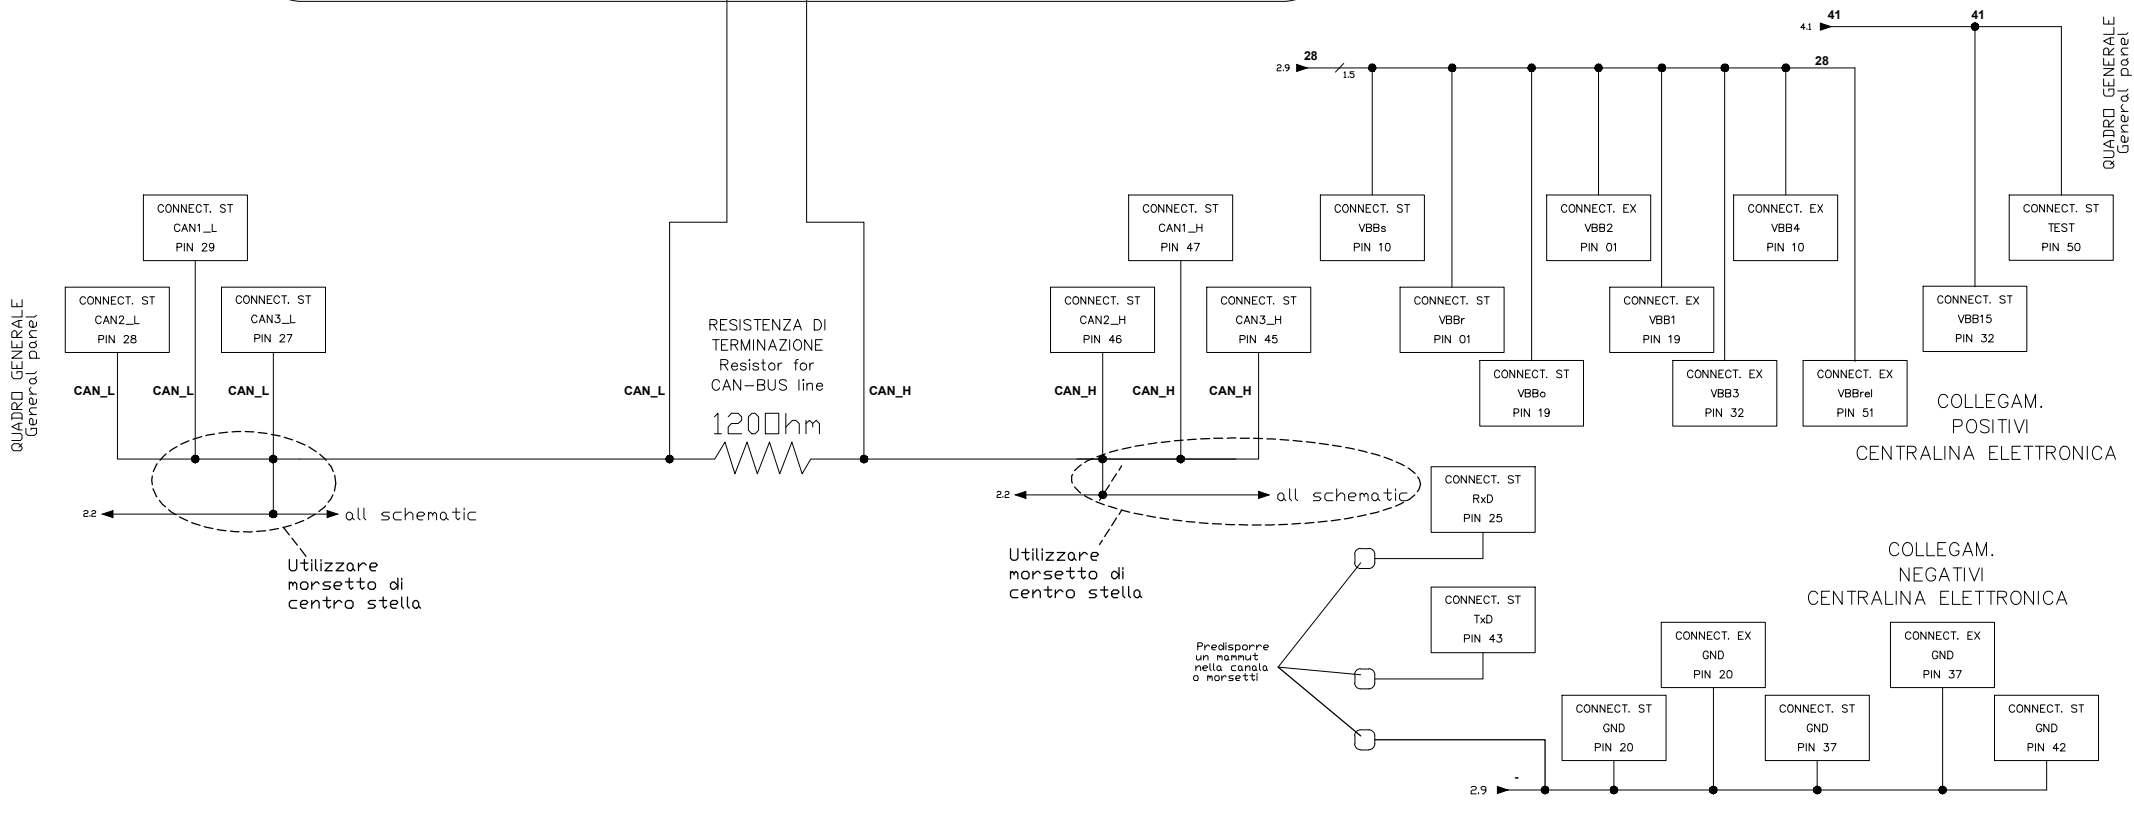 41
41
4.1
28
28
2.9
1.5
QUADRO GENERALE
General panel
CONNECT. ST
CAN1_L
PIN 29
CONNECT. ST
CAN2_L
PIN 28
CONNECT. ST
CAN3_L
PIN 27
QUADRO GENERALE
General panel
CAN_L
CAN_L
CAN_L
2.2
all schematic
Utilizzare
morsetto di
centro stella
RESISTENZA DI
TERMINAZIONE
Resistor for
CAN-BUS line
CAN_L
CAN_H
120Ohm
CONNECT. ST
CAN1_H
PIN 47
CONNECT. ST
CAN2_H
PIN 46
CONNECT. ST
CAN3_H
PIN 45
CAN_H
CAN_H
CAN_H
2.2
all schematic
Utilizzare
morsetto di
centro stella
CONNECT. ST
VBBs
PIN 10
CONNECT. EX
VBB2
PIN 01
CONNECT. EX
VBB4
PIN 10
CONNECT. ST
TEST
PIN 50
CONNECT. ST
VBBr
PIN 01
CONNECT. EX
VBB1
PIN 19
CONNECT. ST
VBB15
PIN 32
CONNECT. ST
VBBo
PIN 19
CONNECT. EX
VBB3
PIN 32
CONNECT. EX
VBBrel
PIN 51
COLLEGAM.
POSITIVI
CENTRALINA ELETTRONICA
CONNECT. ST
RxD
PIN 25
CONNECT. ST
TxD
PIN 43
Predisporre
un mammut
nella canala
o morsetti
COLLEGAM.
NEGATIVI
CENTRALINA ELETTRONICA
CONNECT. EX
GND
PIN 20
CONNECT. EX
GND
PIN 37
CONNECT. ST
GND
PIN 20
CONNECT. ST
GND
PIN 37
CONNECT. ST
GND
PIN 42
-
2.9